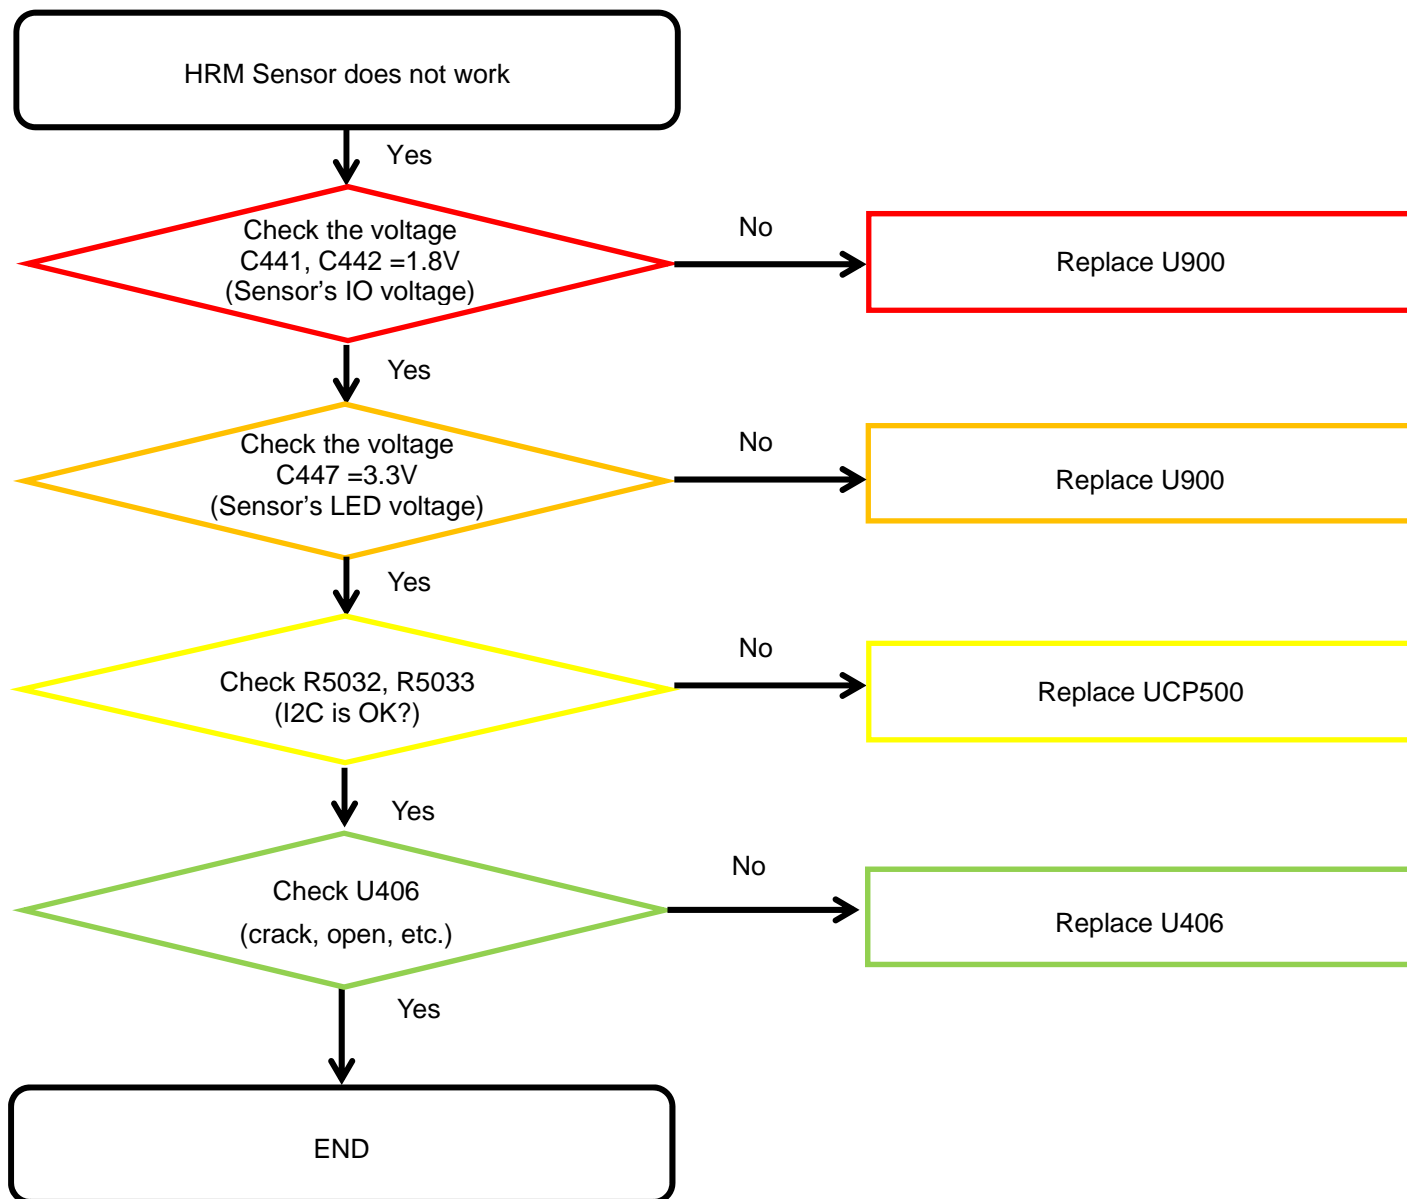 HRM Sensor does not work
Yes
Check the voltage
C441, C442 =1.8V
(Sensor’s IO voltage)
No
Replace U900
Yes
Check the voltage
C447 =3.3V
(Sensor’s LED voltage)
No
Replace U900
Yes
Check R5032, R5033
(I2C is OK?)
No
Replace UCP500
Yes
Check U406
(crack, open, etc.)
No
Replace U406
Yes
END